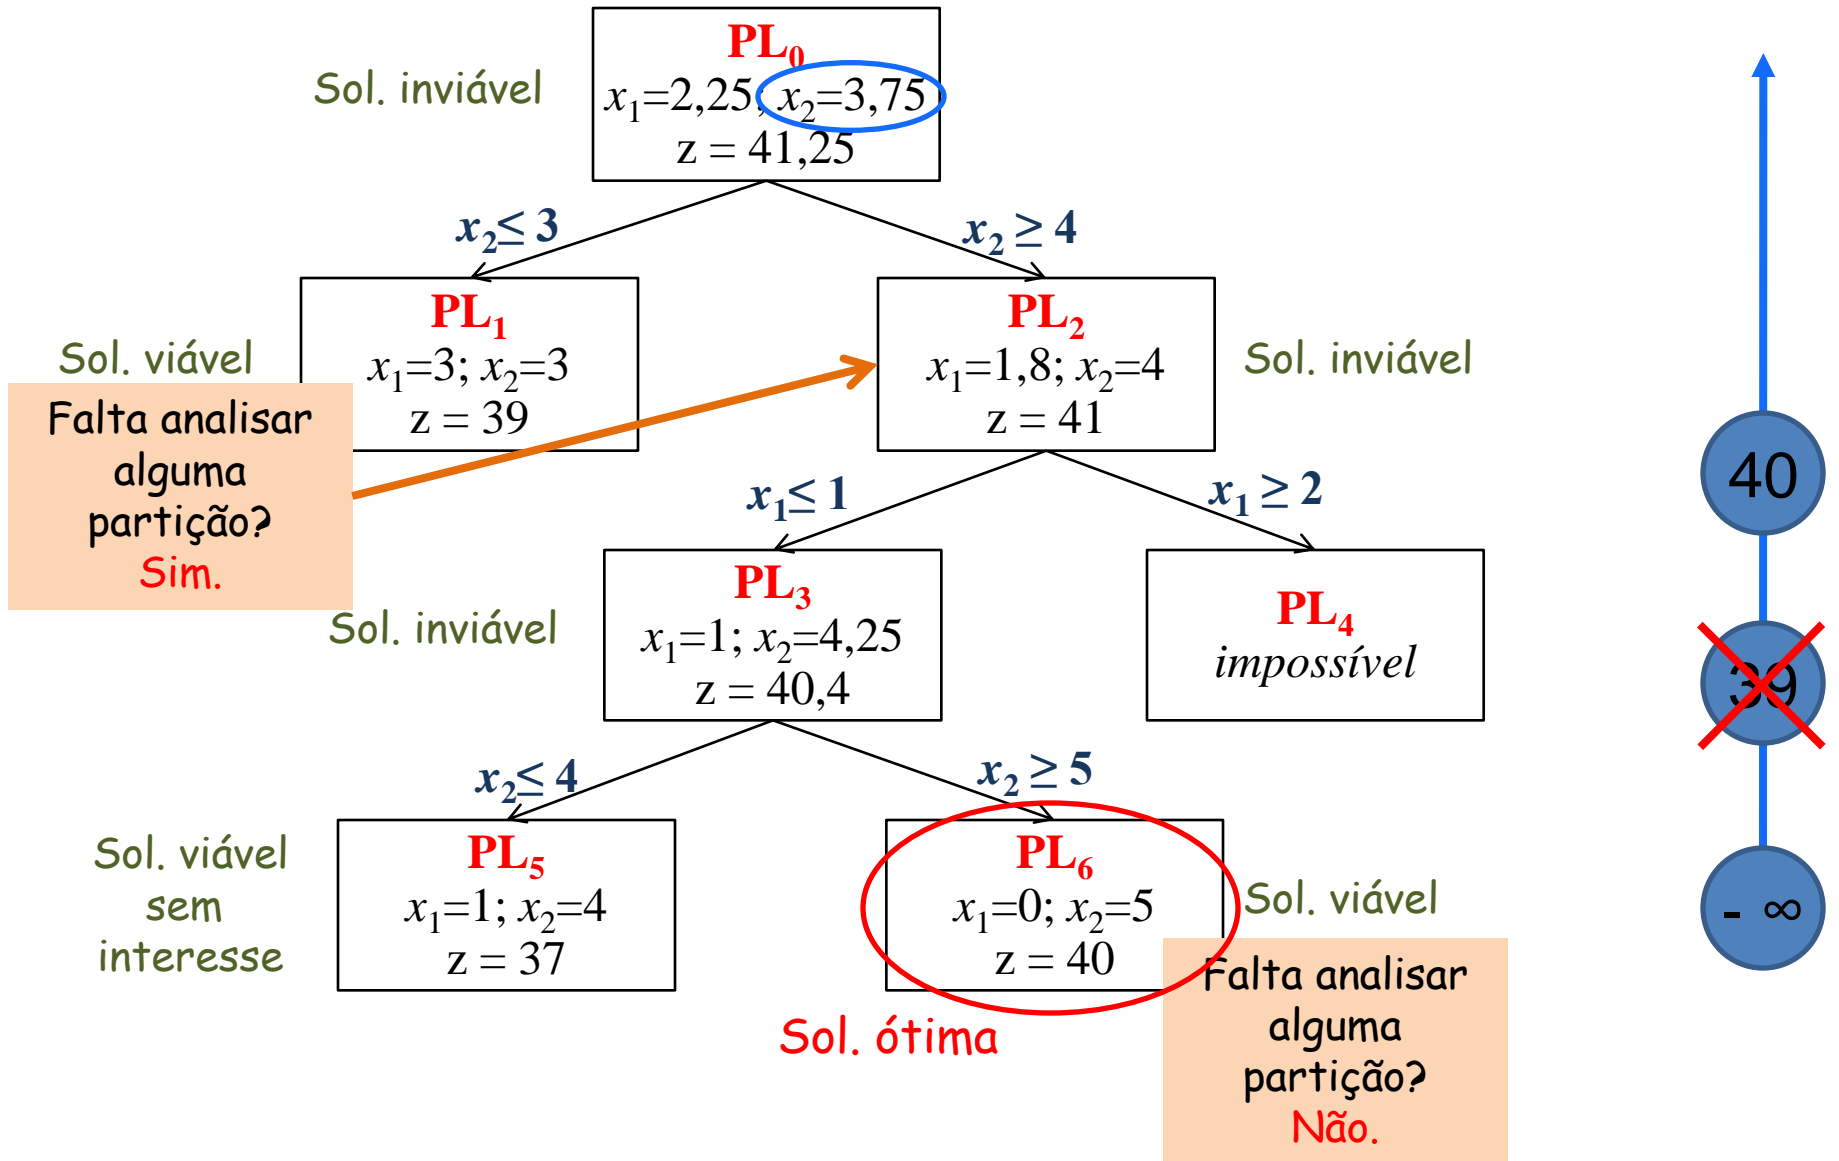 PL₀
Sol. inviável
x₁=2,25; x₂=3,75
z = 41,25
x₂≤ 3
x₂ ≥ 4
PL₁
Sol. viável
x₁=3; x₂=3
z = 39
PL₂
x₁=1,8; x₂=4
z = 41
Sol. inviável
Falta analisar
alguma
partição?
Sim.
x₁≤ 1
x₁ ≥ 2
Sol. inviável
PL₃
x₁=1; x₂=4,25
z = 40,4
PL₄
impossível
x₂≤ 4
x₂ ≥ 5
Sol. viável
sem
interesse
PL₅
x₁=1; x₂=4
z = 37
PL₆
x₁=0; x₂=5
z = 40
Sol. viável
Sol. ótima
Falta analisar
alguma
partição?
Não.
40
39
- ∞